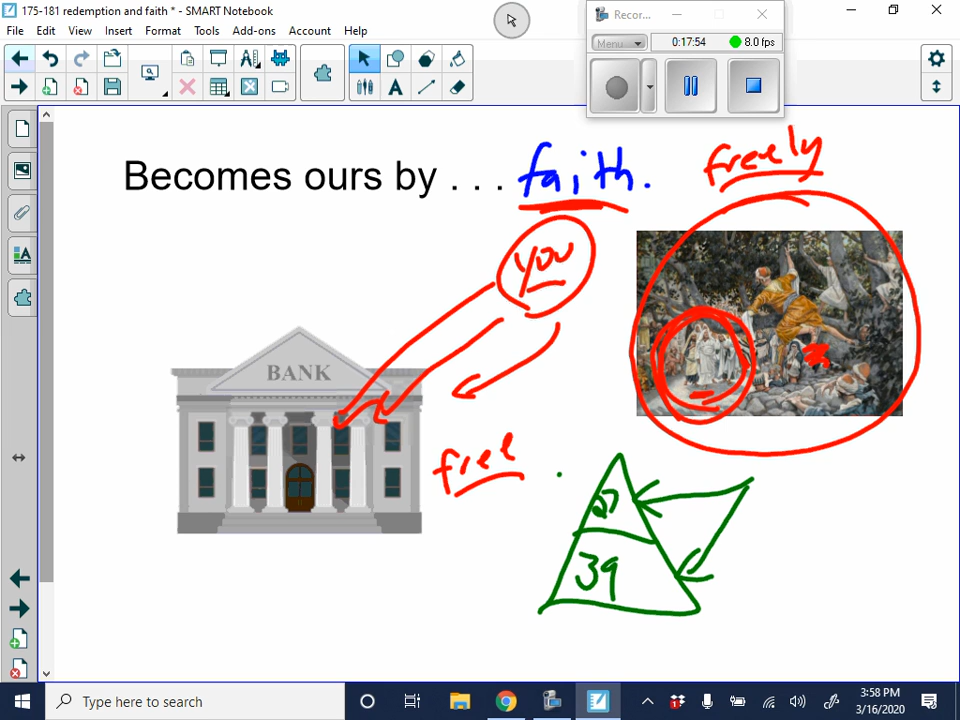 175-181 redemption and faith * - SMART Notebook
File Edit View Insert Format Tools Add-ons Account Help
Recor...
Menu
0:17:54
8.0 fps
Becomes ours by . . . faith.
freely
you
BANK
free
27
39
Type here to search
3:58 PM
3/16/2020